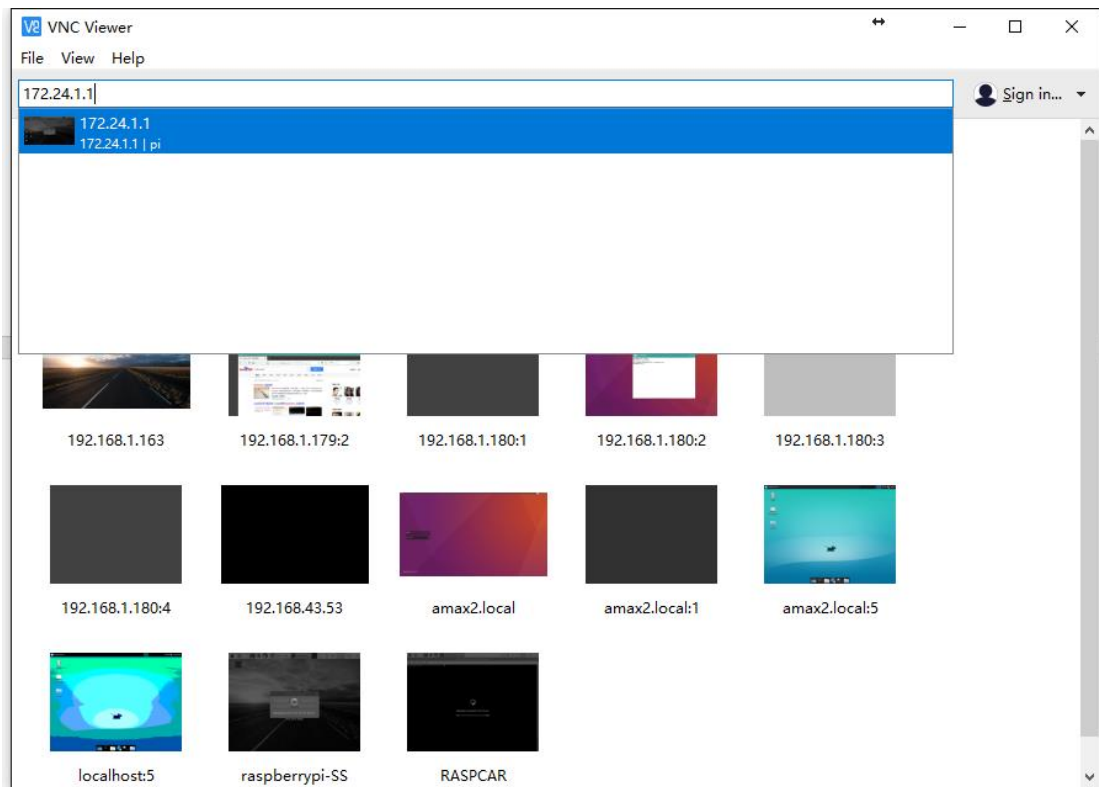 VNC Viewer
File View Help
172.24.1.1
Sign in...
172.24.1.1
172.24.1.1 | pi
192.168.1.163 192.168.1.179:2 192.168.1.180:1 192.168.1.180:2 192.168.1.180:3
192.168.1.180:4 192.168.43.53 amax2.local amax2.local:1 amax2.local:5
localhost:5 raspberrypi-SS RASPCAR